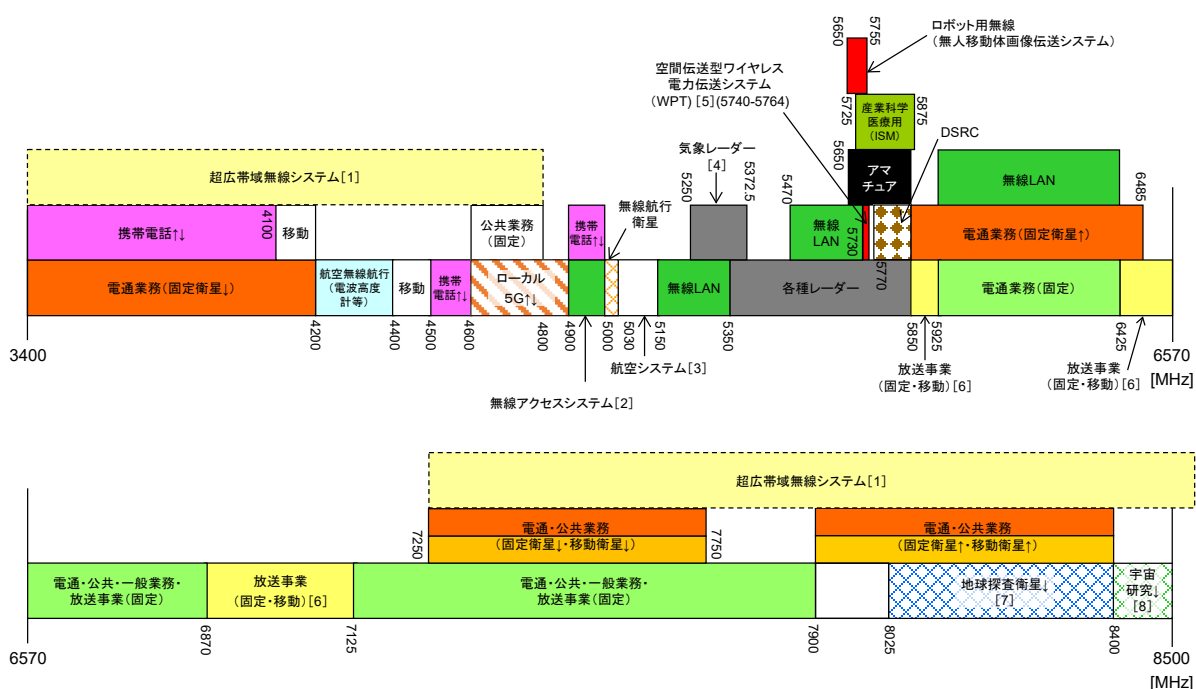 ロボット用無線
(無人移動体画像伝送システム)
5650
5755
空間伝送型ワイヤレス
電力伝送システム
(WPT) [5](5740-5764)
5725
産業科学
医療用
(ISM)
5875
DSRC
気象レーダー
[4]
5250
5372.5
5470
5650
アマ
チュア
無線LAN
6485
超広帯域無線システム[1]
携帯電話↑↓
4100
移動
公共業務
(固定)
携帯
電話↑↓
無線航行
衛星
無線
LAN
5730
5770
電通業務(固定衛星↑)
電通業務(固定衛星↓)
航空無線航行
(電波高度
計等)
移動
携帯
電話↑↓
ローカル
5G↑↓
無線LAN
各種レーダー
電通業務(固定)
3400
4200
4400
4500
4600
4800
4900
5000
5030
5150
5350
5850
5925
6425
6570
[MHz]
航空システム[3]
無線アクセスシステム[2]
放送事業
(固定・移動)[6]
放送事業
(固定・移動)[6]
超広帯域無線システム[1]
7250
電通・公共業務
(固定衛星↓・移動衛星↓)
7750
電通・公共業務
(固定衛星↑・移動衛星↑)
電通・公共・一般業務・
放送事業(固定)
放送事業
(固定・移動)[6]
電通・公共・一般業務・
放送事業(固定)
地球探査衛星↓
[7]
宇宙
研究↓
[8]
6570
6870
7125
7900
8025
8400
8500
[MHz]